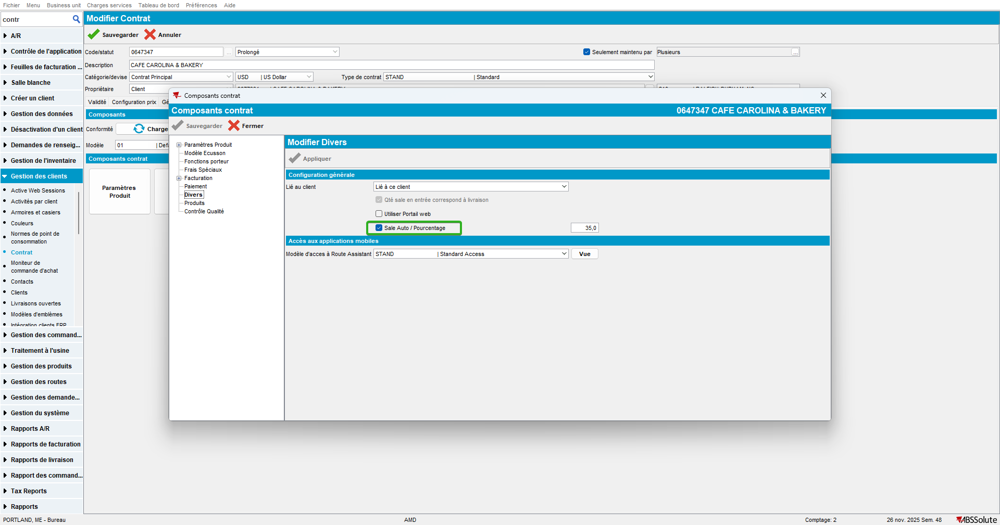 Fichier Menu Business unit Charges services Tableau de bord Préférences Aide
contr
Modifier Contrat
Sauvegarder Annuler
A/R
Contrôle de l'application
Feuilles de facturation ...
Salle blanche
Créer un client
Gestion des données
Désactivation d'un client
Demandes de renseig...
Gestion de l'inventaire
Gestion des clients
Active Web Sessions
Activités par client
Armoires et casiers
Couleurs
Normes de point de
consommation
Contrat
Moniteur de
commande d'achat
Contacts
Clients
Livraisons ouvertes
Modèles d'emblèmes
Intégration clients ERP
Gestion des command...
Traitement à l'usine
Gestion des produits
Gestion des routes
Gestion des demande...
Gestion du système
Rapports A/R
Rapports de facturation
Rapports de livraison
Rapport des command...
Tax Reports
Rapports
Code/statut 0647347 ... Prolongé Seulement maintenu par Plusieurs ...
Description CAFE CAROLINA & BAKERY
Catégorie/devise Contrat Principal USD | US Dollar Type de contrat STAND | Standard
Propriétaire Client
Validité Configuration prix Gé
Composants
Conformité Charge
Modèle 01 | Defa
Composants contrat
Paramètres
Produit
Composants contrat
Composants contrat 0647347 CAFE CAROLINA & BAKERY
Sauvegarder Fermer
Paramètres Produit
Modèle Ecusson
Fonctions porteur
Frais Spéciaux
Facturation
Paiement
Divers
Produits
Contrôle Qualité
Modifier Divers
Appliquer
Configuration générale
Lié au client Lié à ce client
Qté sale en entrée correspond à livraison
Utiliser Portail web
Sale Auto / Pourcentage 35,0
Accès aux applications mobiles
Modèle d'acces à Route Assistant STAND | Standard Access Vue
PORTLAND, ME - Bureau AMD Comptage: 2 26 nov. 2025 Sem. 48 ABSSolute